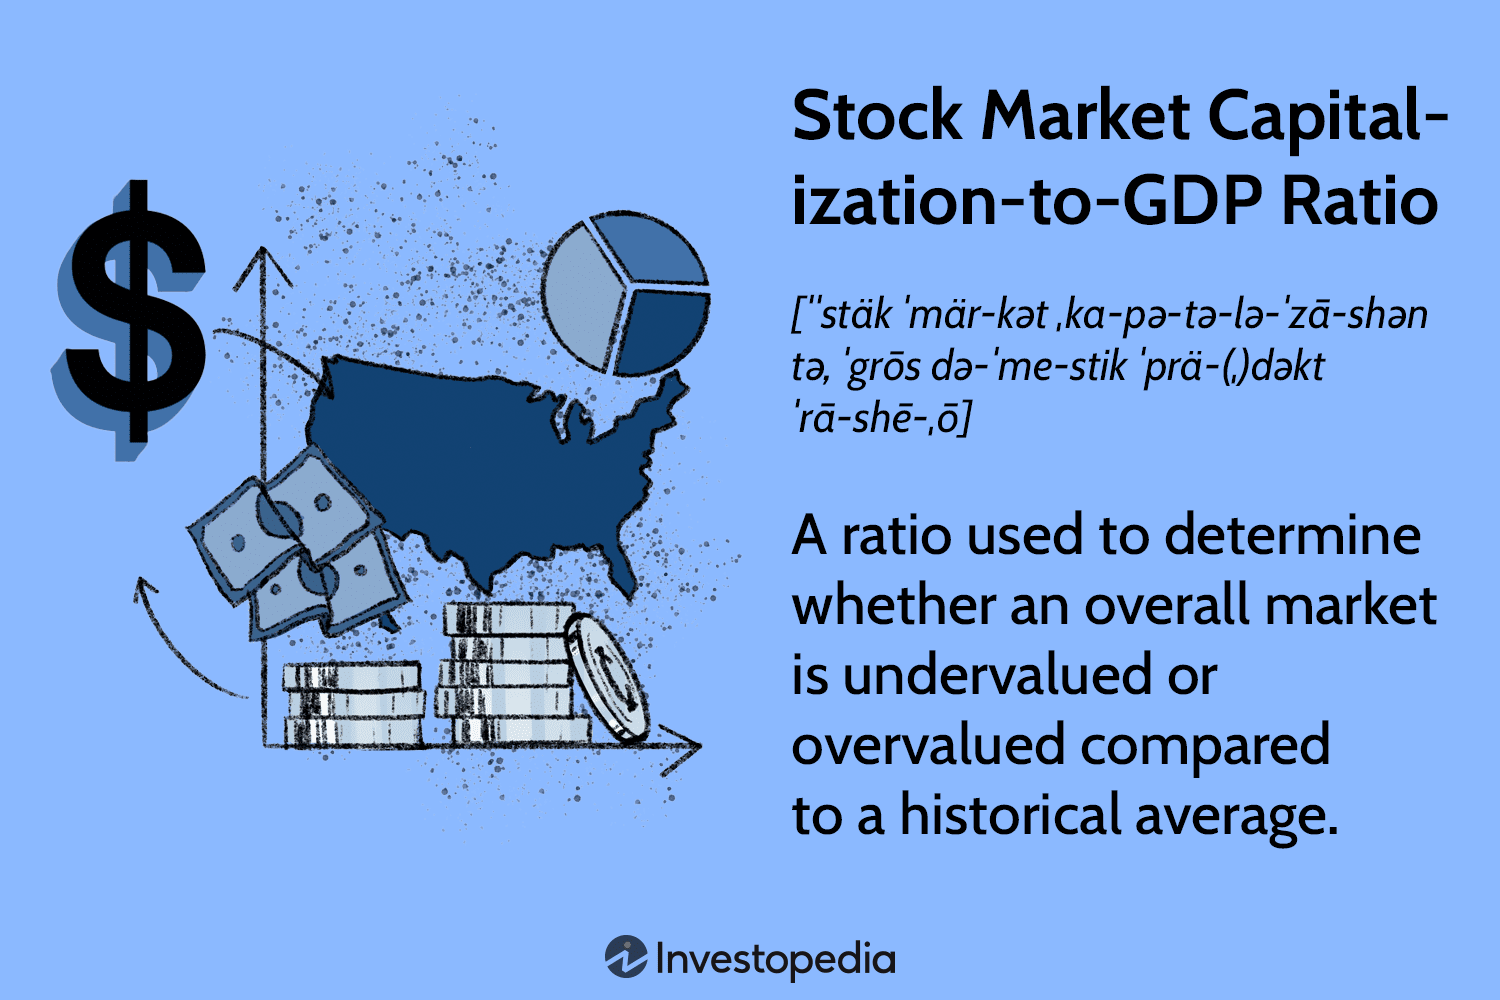 Stock Market Capital-
ization-to-GDP Ratio
[ˈˈstäk ˈmär-kət ˌka-pə-tə-lə-ˈzā-shən
tə, ˈgrōs də-ˈme-stik ˈprä-(ˌ)dəkt
ˈrā-shē-ˌō]
A ratio used to determine
whether an overall market
is undervalued or
overvalued compared
to a historical average.
$
Investopedia